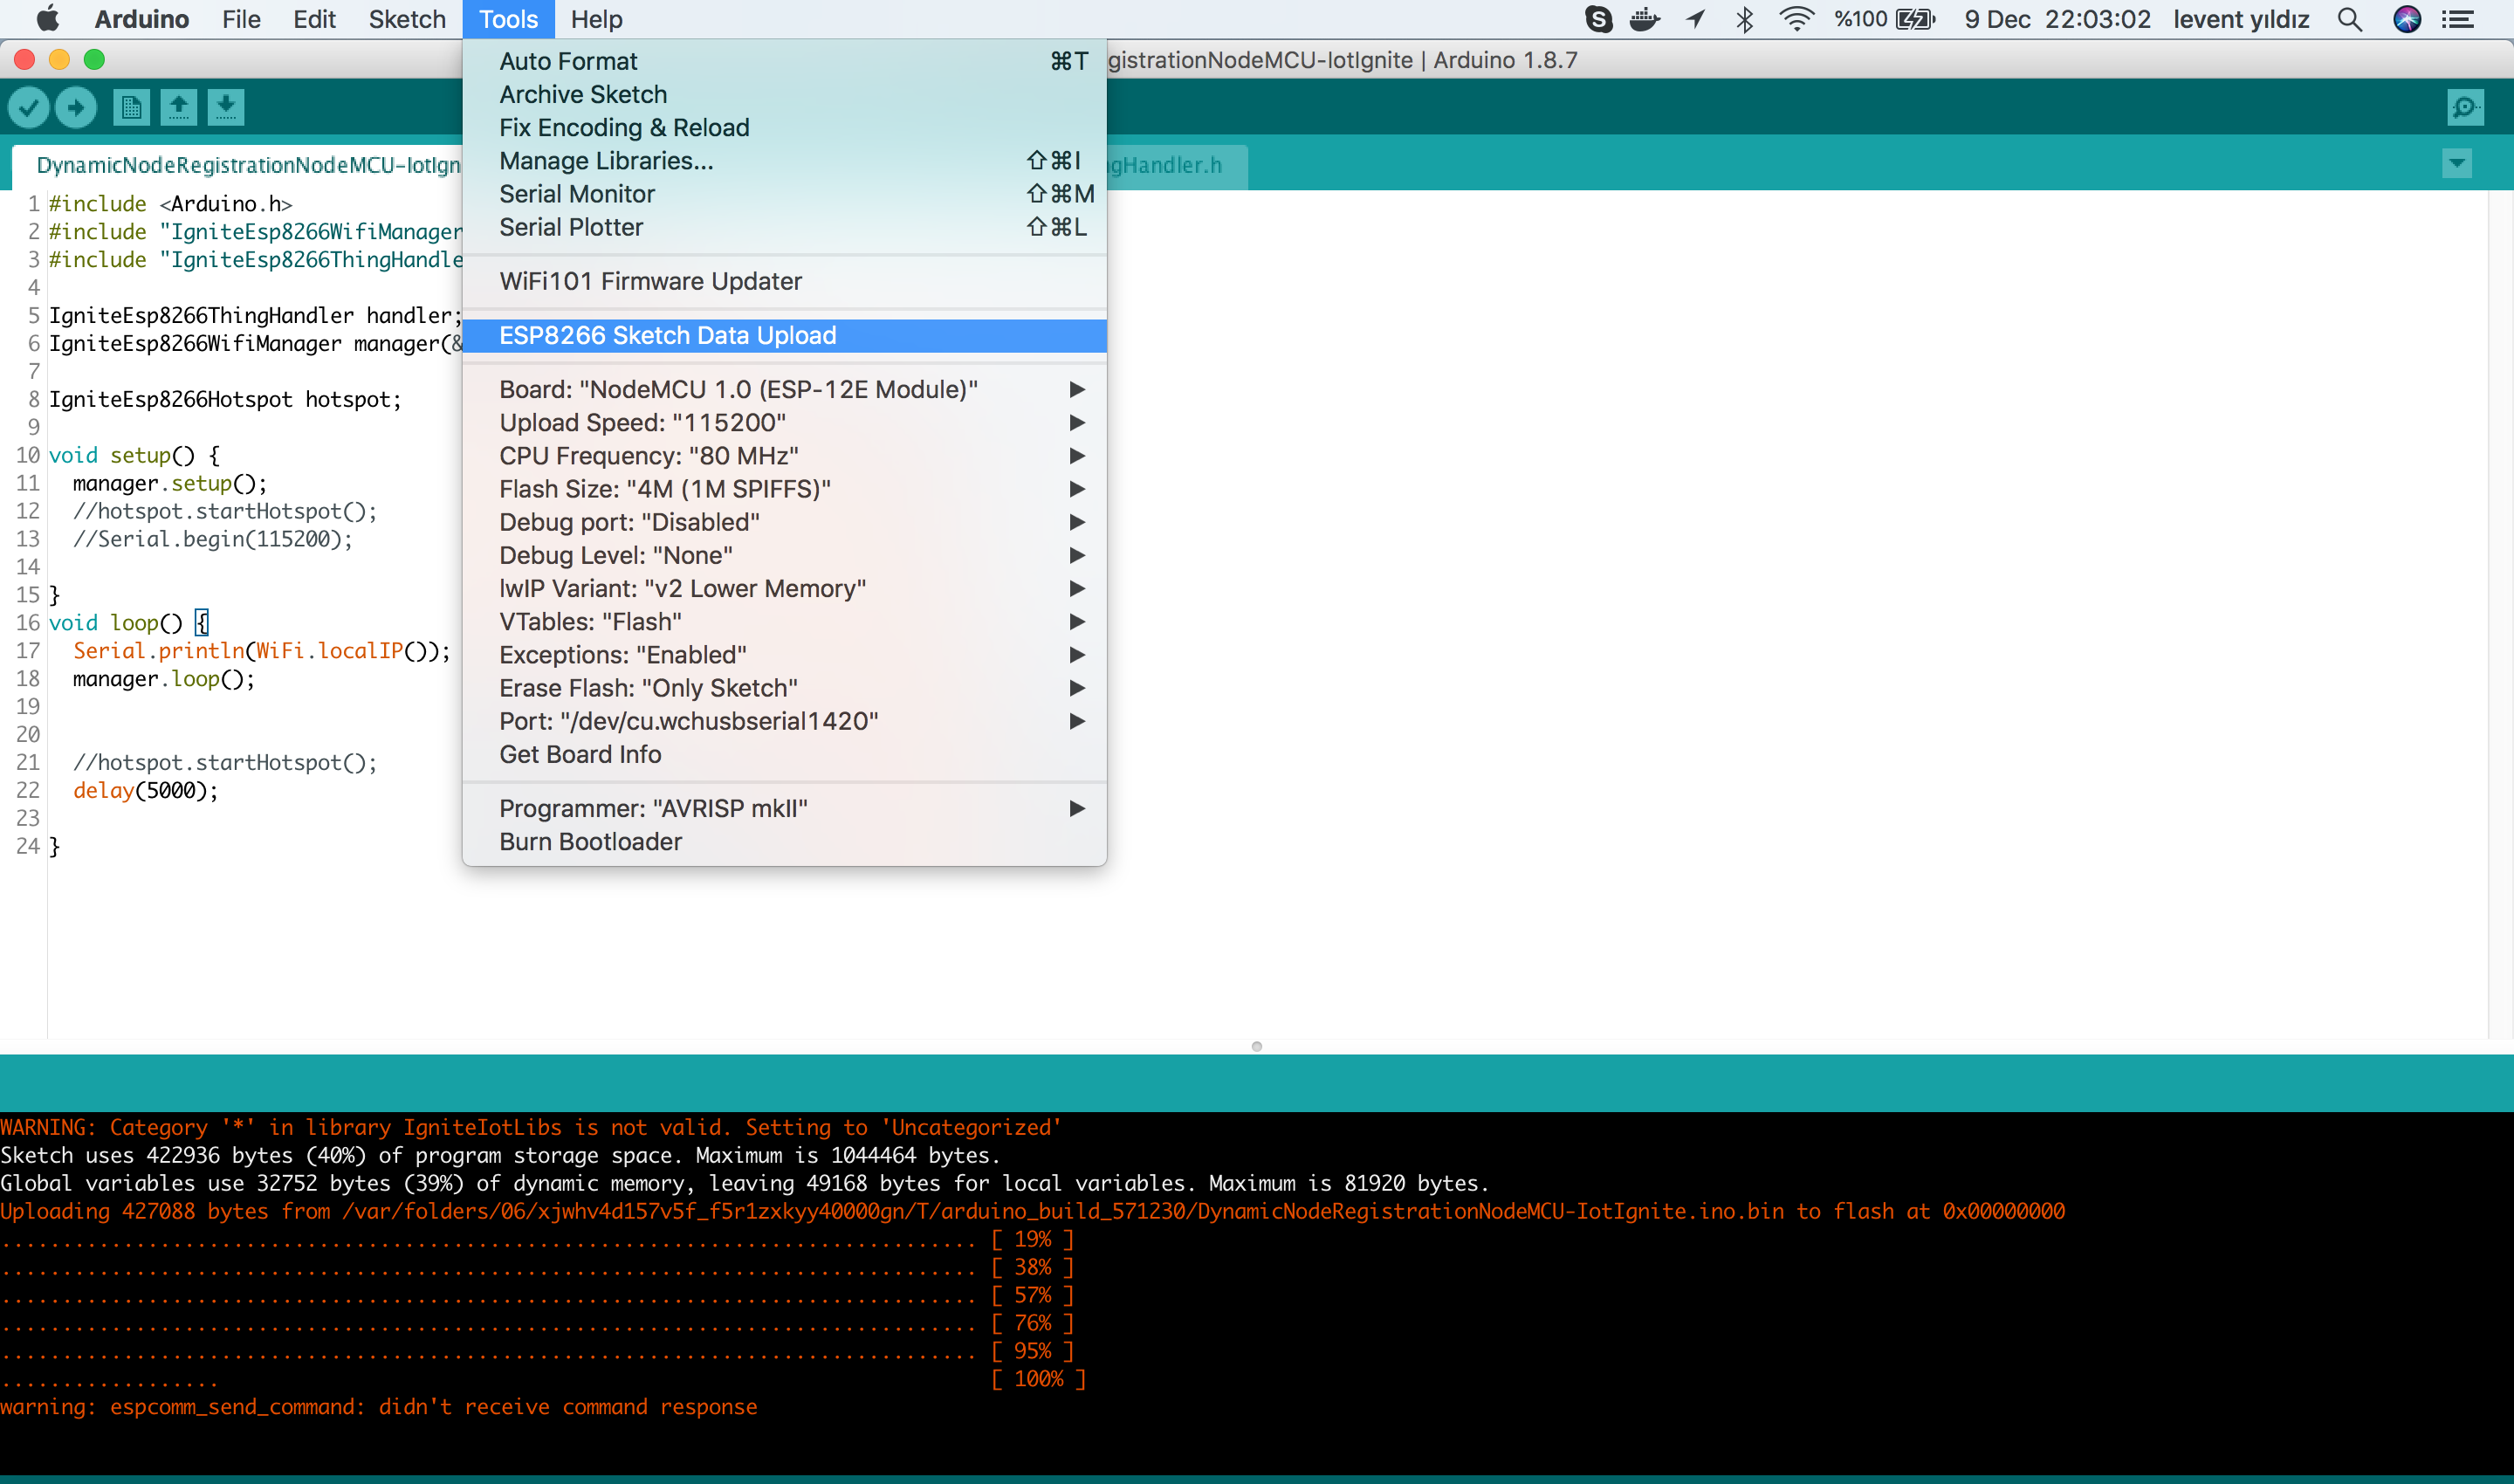 Arduino File Edit Sketch Tools Help %100 9 Dec 22:03:02 levent yıldız
gistrationNodeMCU-IotIgnite | Arduino 1.8.7
DynamicNodeRegistrationNodeMCU-IotIgn
gHandler.h
Auto Format ⌘T
Archive Sketch
Fix Encoding & Reload
Manage Libraries... ⇧⌘I
Serial Monitor ⇧⌘M
Serial Plotter ⇧⌘L
WiFi101 Firmware Updater
ESP8266 Sketch Data Upload
Board: "NodeMCU 1.0 (ESP-12E Module)"
Upload Speed: "115200"
CPU Frequency: "80 MHz"
Flash Size: "4M (1M SPIFFS)"
Debug port: "Disabled"
Debug Level: "None"
lwIP Variant: "v2 Lower Memory"
VTables: "Flash"
Exceptions: "Enabled"
Erase Flash: "Only Sketch"
Port: "/dev/cu.wchusbserial1420"
Get Board Info
Programmer: "AVRISP mkII"
Burn Bootloader
1 #include <Arduino.h>
2 #include "IgniteEsp8266WifiManager
3 #include "IgniteEsp8266ThingHandle
4
5 IgniteEsp8266ThingHandler handler;
6 IgniteEsp8266WifiManager manager(&
7
8 IgniteEsp8266Hotspot hotspot;
9
10 void setup() {
11 manager.setup();
12 //hotspot.startHotspot();
13 //Serial.begin(115200);
14
15 }
16 void loop() {
17 Serial.println(WiFi.localIP());
18 manager.loop();
19
20
21 //hotspot.startHotspot();
22 delay(5000);
23
24 }
WARNING: Category '*' in library IgniteIotLibs is not valid. Setting to 'Uncategorized'
Sketch uses 422936 bytes (40%) of program storage space. Maximum is 1044464 bytes.
Global variables use 32752 bytes (39%) of dynamic memory, leaving 49168 bytes for local variables. Maximum is 81920 bytes.
Uploading 427088 bytes from /var/folders/06/xjwhv4d157v5f_f5r1zxkyy40000gn/T/arduino_build_571230/DynamicNodeRegistrationNodeMCU-IotIgnite.ino.bin to flash at 0x00000000
................................................................................ [ 19% ]
................................................................................ [ 38% ]
................................................................................ [ 57% ]
................................................................................ [ 76% ]
................................................................................ [ 95% ]
.................. [ 100% ]
warning: espcomm_send_command: didn't receive command response